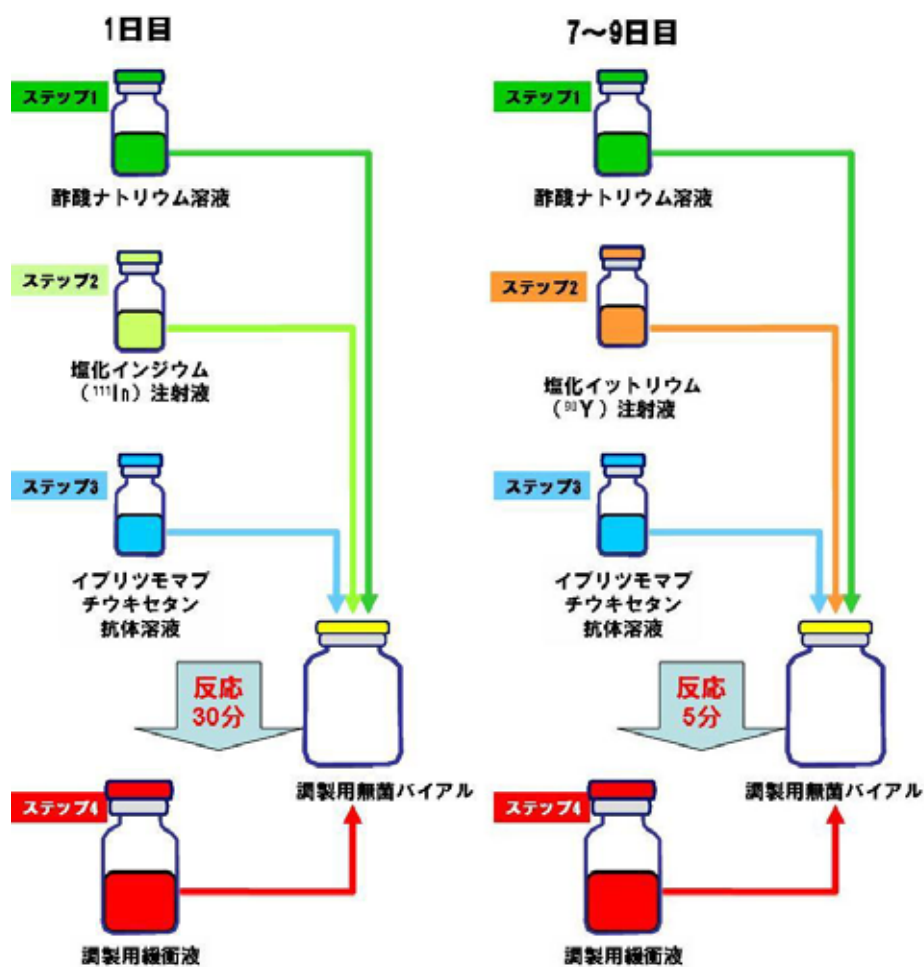 1日目
ステップ1
酢酸ナトリウム溶液
ステップ2
塩化インジウム
（¹¹¹In）注射液
ステップ3
イブリツモマブ
チウキセタン
抗体溶液
反応
30分
調製用無菌バイアル
ステップ4
調製用緩衝液
7～9日目
ステップ1
酢酸ナトリウム溶液
ステップ2
塩化イットリウム
（⁹⁰Y）注射液
ステップ3
イブリツモマブ
チウキセタン
抗体溶液
反応
5分
調製用無菌バイアル
ステップ4
調製用緩衝液